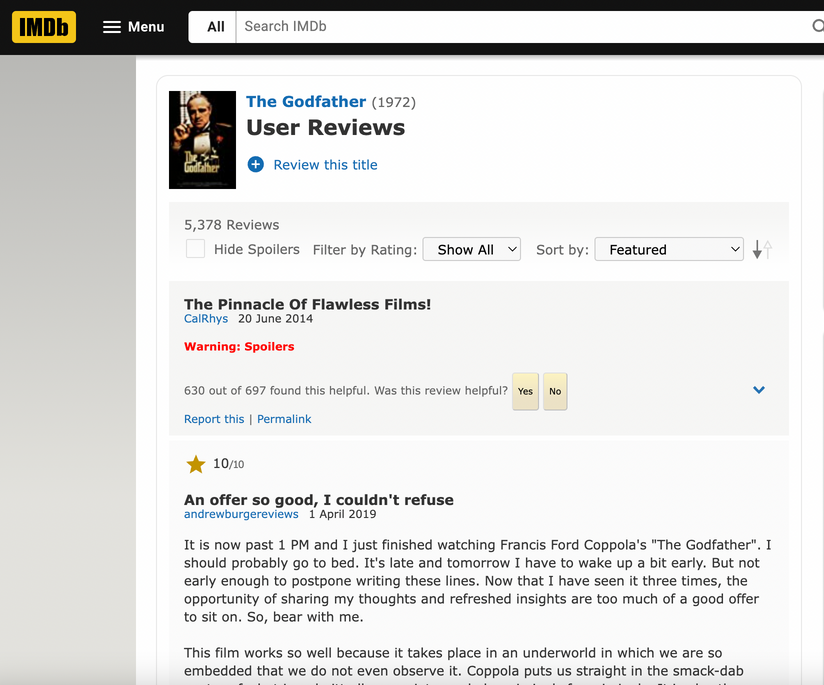 IMDb
Menu
All
Search IMDb
The Godfather (1972)
User Reviews
Review this title
The
Godfather
5,378 Reviews
Hide Spoilers Filter by Rating: Show All Sort by: Featured
The Pinnacle Of Flawless Films!
CalRhys 20 June 2014
Warning: Spoilers
630 out of 697 found this helpful. Was this review helpful? Yes No
Report this | Permalink
10/10
An offer so good, I couldn't refuse
andrewburgereviews 1 April 2019
It is now past 1 PM and I just finished watching Francis Ford Coppola's "The Godfather". I
should probably go to bed. It's late and tomorrow I have to wake up a bit early. But not
early enough to postpone writing these lines. Now that I have seen it three times, the
opportunity of sharing my thoughts and refreshed insights are too much of a good offer
to sit on. So, bear with me.
This film works so well because it takes place in an underworld in which we are so
embedded that we do not even observe it. Coppola puts us straight in the smack-dab